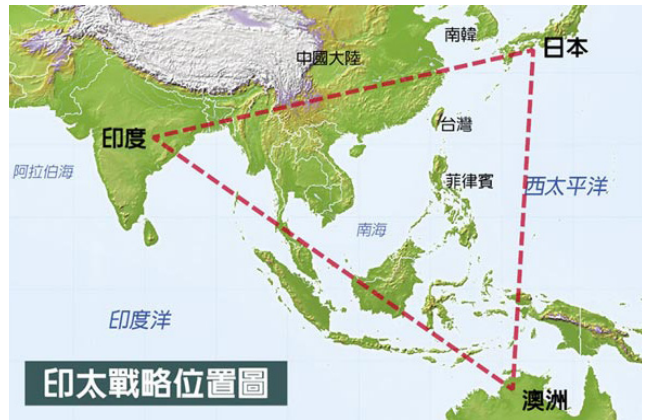 南韓
日本
中國大陸
印度
台灣
阿拉伯海
菲律賓
西太平洋
南海
印度洋
印太戰略位置圖
澳洲